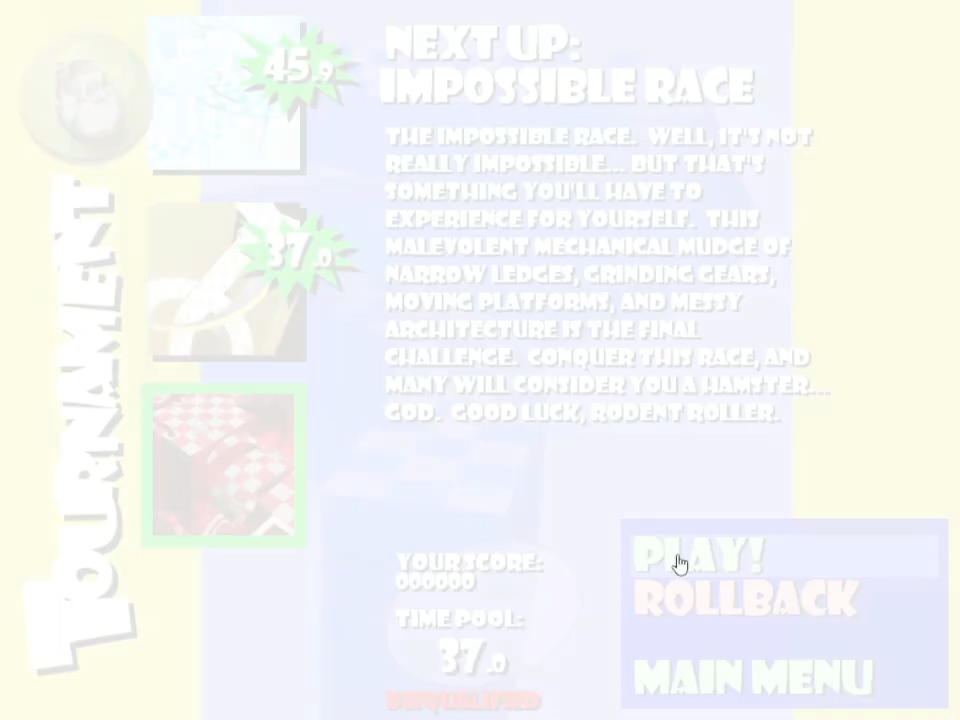 TOURNAMENT
45.9
37.0
NEXT UP:
IMPOSSIBLE RACE
THE IMPOSSIBLE RACE. WELL, IT'S NOT
REALLY IMPOSSIBLE... BUT THAT'S
SOMETHING YOU'LL HAVE TO
EXPERIENCE FOR YOURSELF. THIS
MALEVOLENT MECHANICAL MUDGE OF
NARROW LEDGES, GRINDING GEARS,
MOVING PLATFORMS, AND MESSY
ARCHITECTURE IS THE FINAL
CHALLENGE. CONQUER THIS RACE, AND
MANY WILL CONSIDER YOU A HAMSTER...
GOD. GOOD LUCK, RODENT ROLLER.
YOUR SCORE:
000000
TIME POOL:
37.0
DISQUALIFIED
PLAY!
ROLLBACK
MAIN MENU